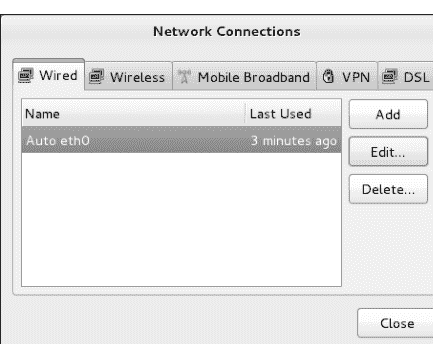 Network Connections
Wired Wireless Mobile Broadband VPN DSL
Name Last Used
Auto eth0 3 minutes ago
Add
Edit...
Delete...
Close